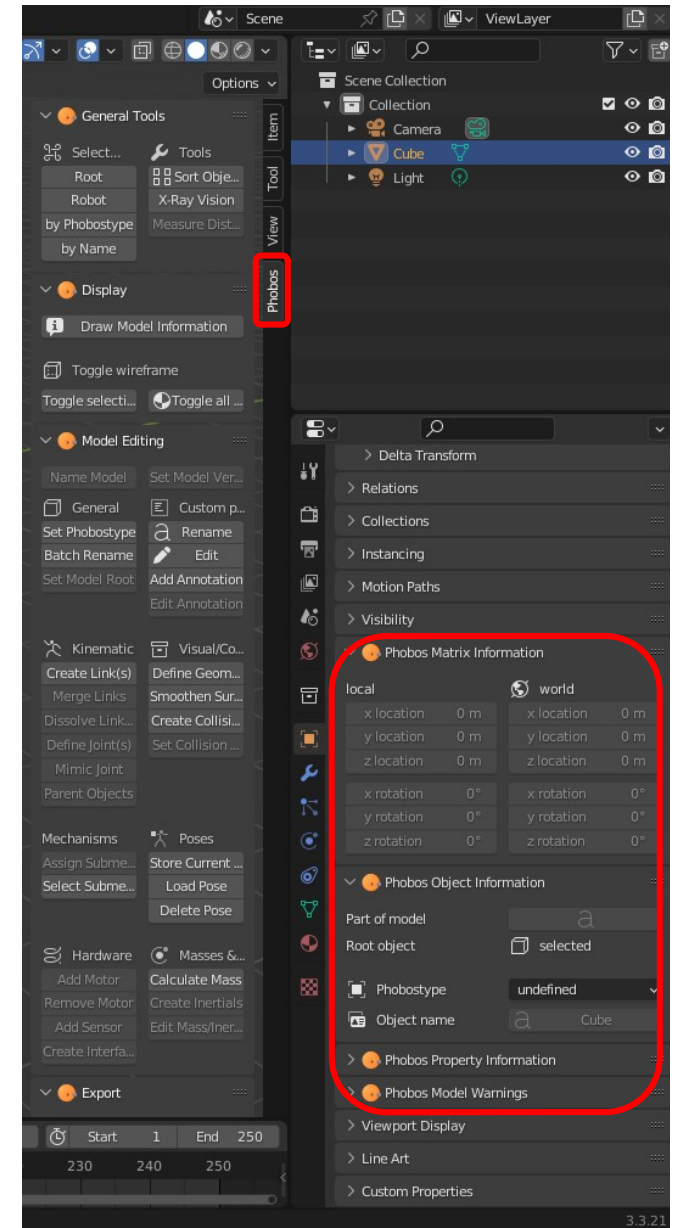 Scene
ViewLayer
Options
General Tools
Select...
Tools
Root
Sort Obje...
Robot
X-Ray Vision
by Phobostype
Measure Dist...
by Name
Display
Draw Model Information
Toggle wireframe
Toggle selecti...
Toggle all ...
Model Editing
Name Model
Set Model Ver...
General
Custom p...
Set Phobostype
Rename
Batch Rename
Edit
Set Model Root
Add Annotation
Edit Annotation
Kinematic
Visual/Co...
Create Link(s)
Define Geom...
Merge Links
Smoothen Sur...
Dissolve Link...
Create Collisi...
Define Joint(s)
Set Collision ...
Mimic Joint
Parent Objects
Mechanisms
Poses
Assign Subme...
Store Current ...
Select Subme...
Load Pose
Delete Pose
Hardware
Masses &...
Add Motor
Calculate Mass
Remove Motor
Create Inertials
Add Sensor
Edit Mass/Iner...
Create Interfa...
Export
Item
Tool
View
Phobos
Start 1 End 250
230 240 250
Scene Collection
Collection
Camera
Cube
Light
Delta Transform
Relations
Collections
Instancing
Motion Paths
Visibility
Phobos Matrix Information
local world
x location 0 m x location 0 m
y location 0 m y location 0 m
z location 0 m z location 0 m
x rotation 0° x rotation 0°
y rotation 0° y rotation 0°
z rotation 0° z rotation 0°
Phobos Object Information
Part of model
Root object selected
Phobostype undefined
Object name Cube
Phobos Property Information
Phobos Model Warnings
Viewport Display
Line Art
Custom Properties
3.3.21